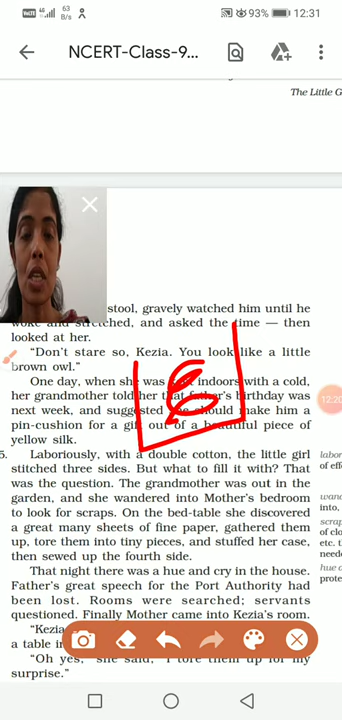 VoLTE 4G 63 B/s 93% 12:31
NCERT-Class-9...
The Little G
stool, gravely watched him until he
woke and stretched, and asked the time — then
looked at her.
"Don't stare so, Kezia. You look like a little
brown owl."
One day, when she was kept indoors with a cold,
her grandmother told her that father's birthday was
next week, and suggested she should make him a
pin-cushion for a gift out of a beautiful piece of
yellow silk.
5. Laboriously, with a double cotton, the little girl
stitched three sides. But what to fill it with? That
was the question. The grandmother was out in the
garden, and she wandered into Mother's bedroom
to look for scraps. On the bed-table she discovered
a great many sheets of fine paper, gathered them
up, tore them into tiny pieces, and stuffed her case,
then sewed up the fourth side.
That night there was a hue and cry in the house.
Father's great speech for the Port Authority had
been lost. Rooms were searched; servants
questioned. Finally Mother came into Kezia's room.
"Kezia
a table in
"Oh yes," she said, "I tore them up for my
surprise."
12:20
labor
of eff
wand
into,
scrap
of clo
etc. t
neede
hue a
prote